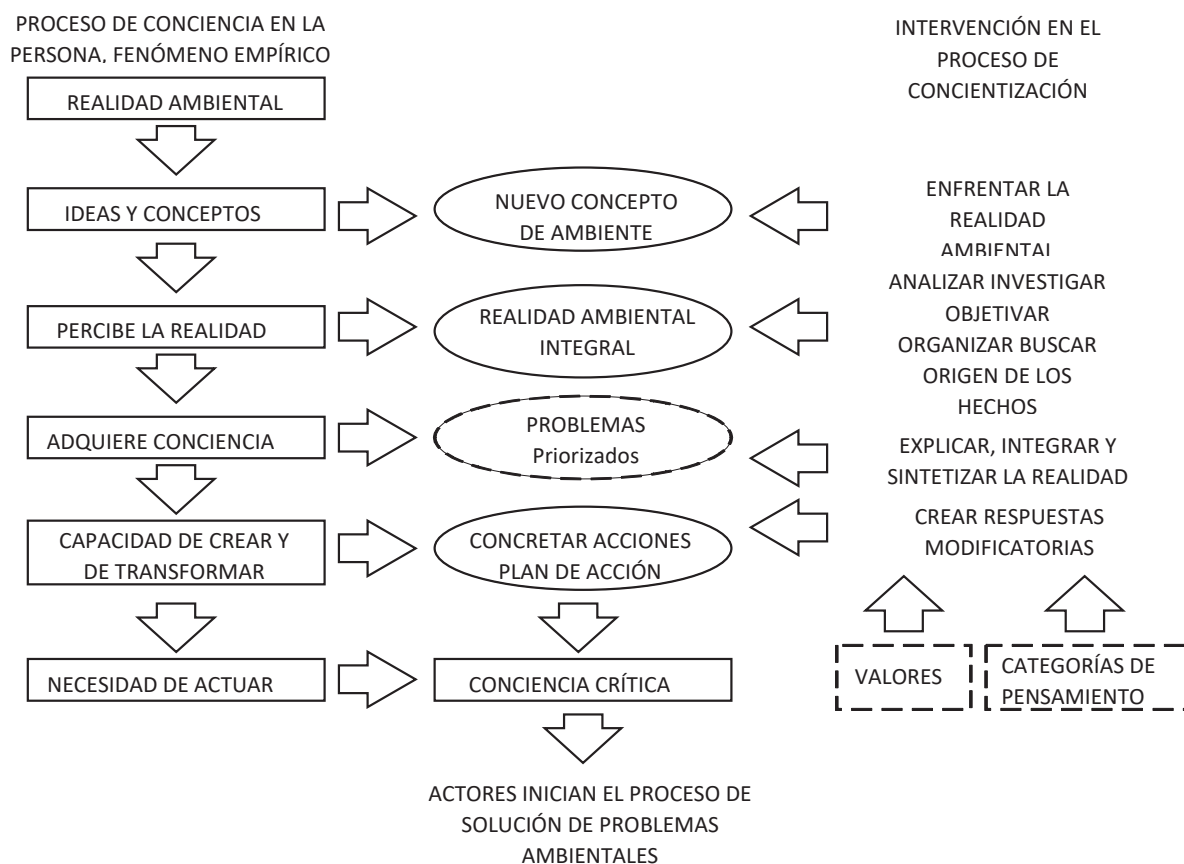 PROCESO DE CONCIENCIA EN LA
PERSONA, FENÓMENO EMPÍRICO
REALIDAD AMBIENTAL
IDEAS Y CONCEPTOS
PERCIBE LA REALIDAD
ADQUIERE CONCIENCIA
CAPACIDAD DE CREAR Y
DE TRANSFORMAR
NECESIDAD DE ACTUAR
NUEVO CONCEPTO
DE AMBIENTE
REALIDAD AMBIENTAL
INTEGRAL
PROBLEMAS
Priorizados
CONCRETAR ACCIONES
PLAN DE ACCIÓN
CONCIENCIA CRÍTICA
ACTORES INICIAN EL PROCESO DE
SOLUCIÓN DE PROBLEMAS
AMBIENTALES
INTERVENCIÓN EN EL
PROCESO DE
CONCIENTIZACIÓN
ENFRENTAR LA
REALIDAD
AMBIENTAL
ANALIZAR INVESTIGAR
OBJETIVAR
ORGANIZAR BUSCAR
ORIGEN DE LOS
HECHOS
EXPLICAR, INTEGRAR Y
SINTETIZAR LA REALIDAD
CREAR RESPUESTAS
MODIFICATORIAS
VALORES
CATEGORÍAS DE
PENSAMIENTO